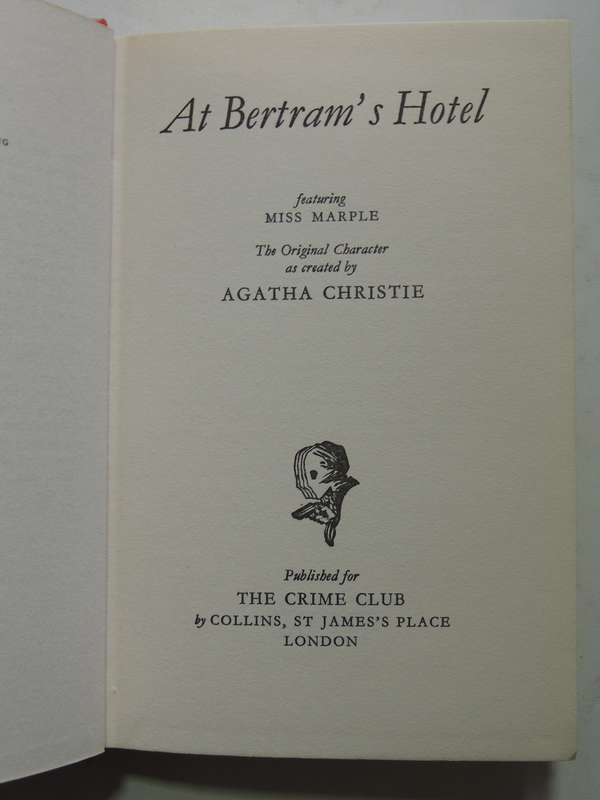 At Bertram's Hotel
featuring
MISS MARPLE
The Original Character
as created by
AGATHA CHRISTIE
Published for
THE CRIME CLUB
by COLLINS, ST JAMES'S PLACE
LONDON